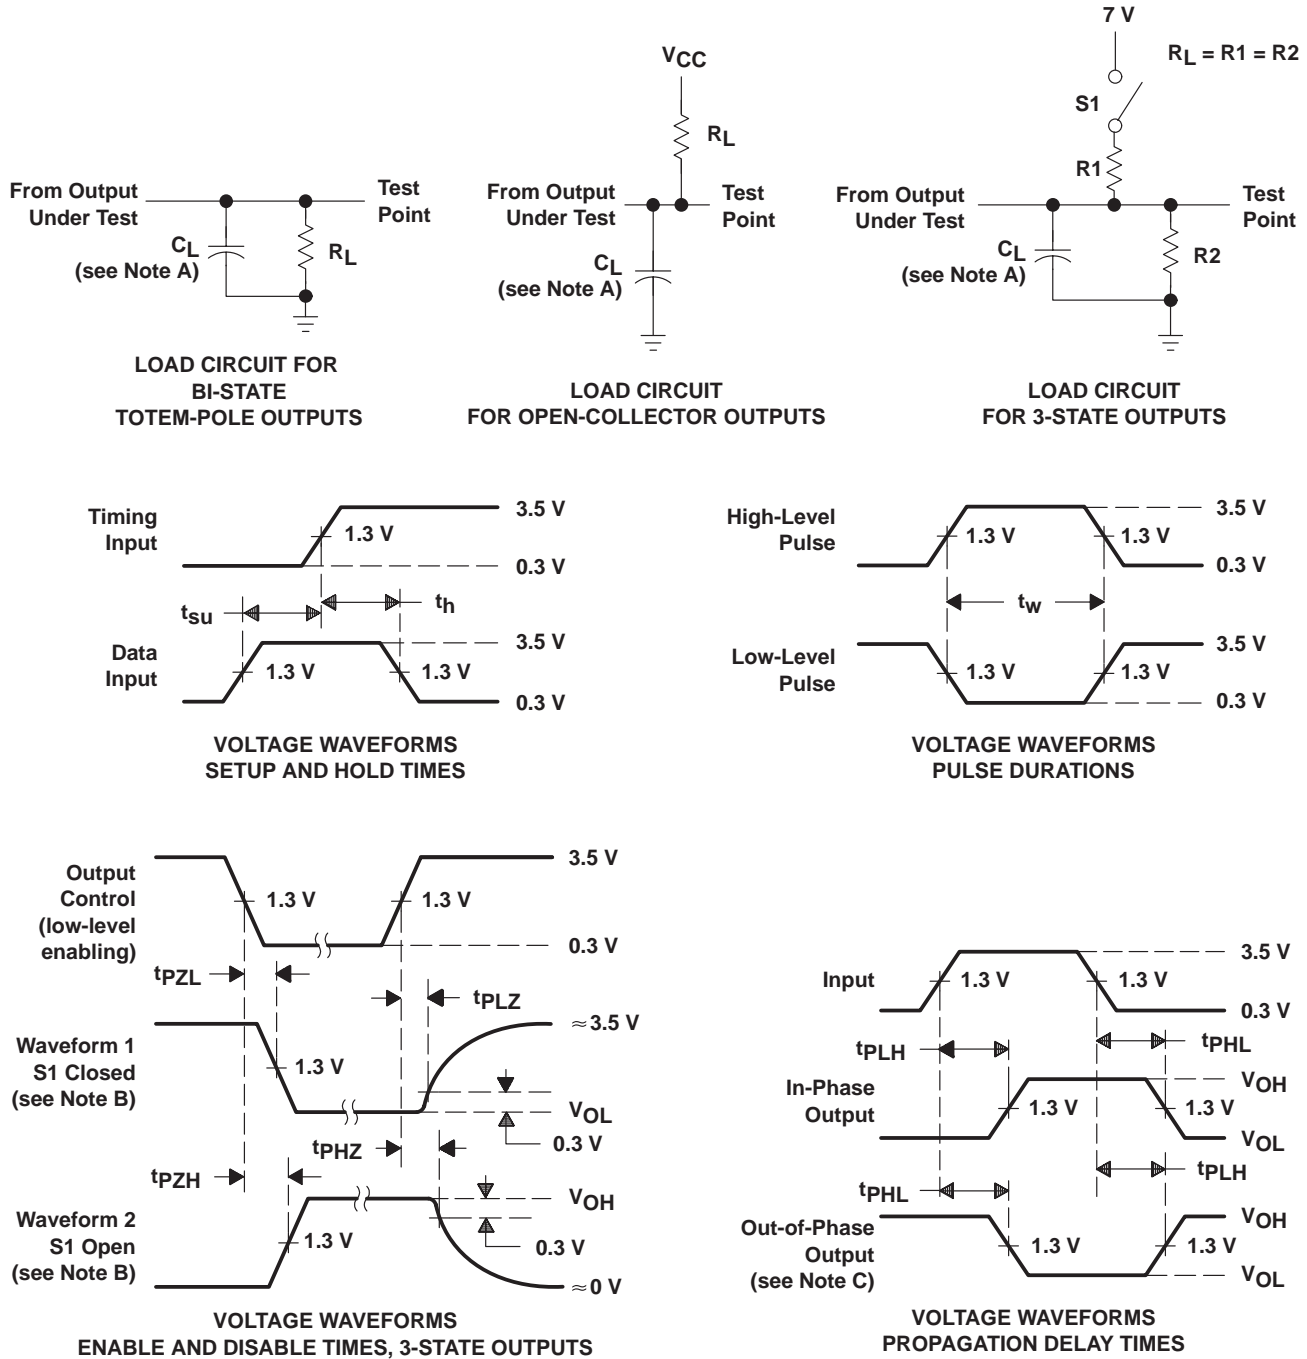 7 V
RL = R1 = R2
S1
R1
VCC
RL
From Output
Under Test
Test
Point
CL
(see Note A)
RL
From Output
Under Test
Test
Point
CL
(see Note A)
From Output
Under Test
Test
Point
CL
(see Note A)
R2
LOAD CIRCUIT FOR
BI-STATE
TOTEM-POLE OUTPUTS
LOAD CIRCUIT
FOR OPEN-COLLECTOR OUTPUTS
LOAD CIRCUIT
FOR 3-STATE OUTPUTS
Timing
Input
1.3 V
3.5 V
0.3 V
tsu
th
Data
Input
1.3 V
1.3 V
3.5 V
0.3 V
VOLTAGE WAVEFORMS
SETUP AND HOLD TIMES
High-Level
Pulse
1.3 V
1.3 V
3.5 V
0.3 V
tw
Low-Level
Pulse
1.3 V
1.3 V
3.5 V
0.3 V
VOLTAGE WAVEFORMS
PULSE DURATIONS
Output
Control
(low-level
enabling)
1.3 V
1.3 V
3.5 V
0.3 V
tPZL
tPLZ
Waveform 1
S1 Closed
(see Note B)
1.3 V
≈3.5 V
VOL
0.3 V
tPHZ
tPZH
Waveform 2
S1 Open
(see Note B)
1.3 V
VOH
0.3 V
≈0 V
VOLTAGE WAVEFORMS
ENABLE AND DISABLE TIMES, 3-STATE OUTPUTS
Input
1.3 V
1.3 V
3.5 V
0.3 V
tPLH
tPHL
In-Phase
Output
1.3 V
1.3 V
VOH
VOL
tPHL
tPLH
Out-of-Phase
Output
(see Note C)
1.3 V
1.3 V
VOH
VOL
VOLTAGE WAVEFORMS
PROPAGATION DELAY TIMES